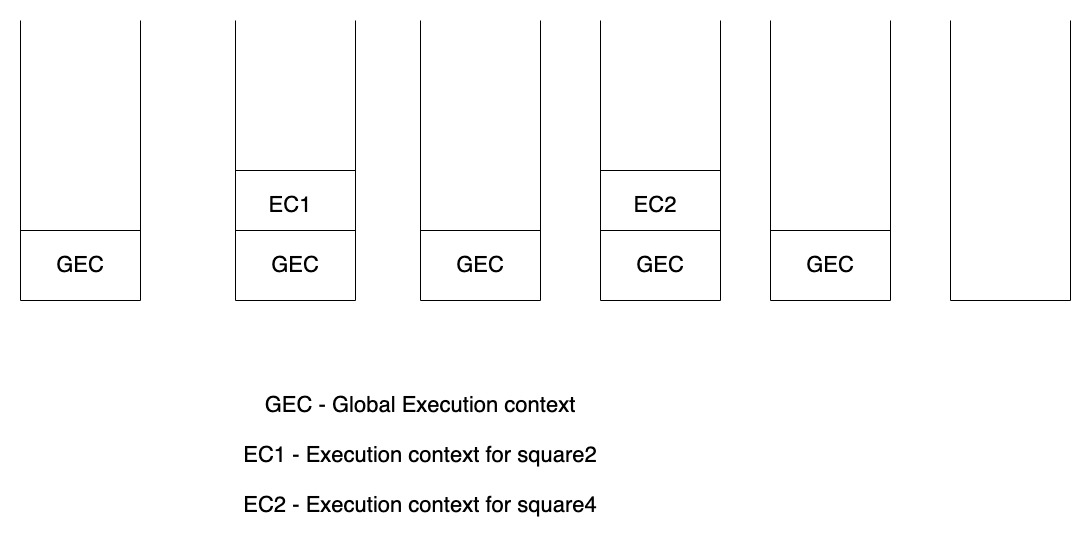 EC1
EC2
GEC
GEC
GEC
GEC
GEC
GEC - Global Execution context
EC1 - Execution context for square2
EC2 - Execution context for square4